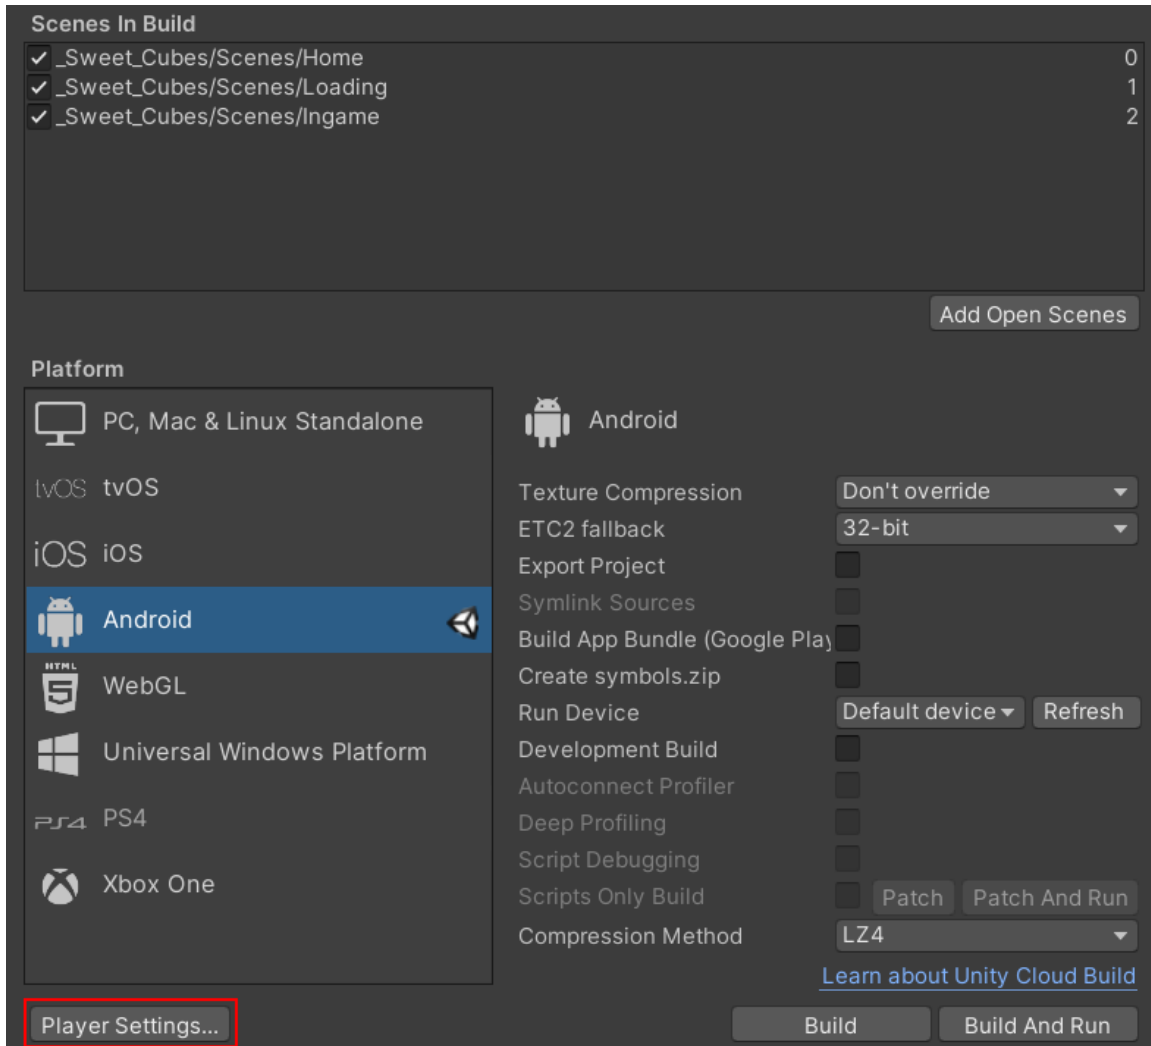 Scenes In Build
_Sweet_Cubes/Scenes/Home 0
_Sweet_Cubes/Scenes/Loading 1
_Sweet_Cubes/Scenes/Ingame 2
Add Open Scenes
Platform
PC, Mac & Linux Standalone
tvOS tvOS
iOS iOS
Android
HTML 5 WebGL
Universal Windows Platform
PS4 PS4
Xbox One
Android
Texture Compression Don't override
ETC2 fallback 32-bit
Export Project
Symlink Sources
Build App Bundle (Google Play
Create symbols.zip
Run Device Default device Refresh
Development Build
Autoconnect Profiler
Deep Profiling
Script Debugging
Scripts Only Build Patch Patch And Run
Compression Method LZ4
Learn about Unity Cloud Build
Player Settings... Build Build And Run